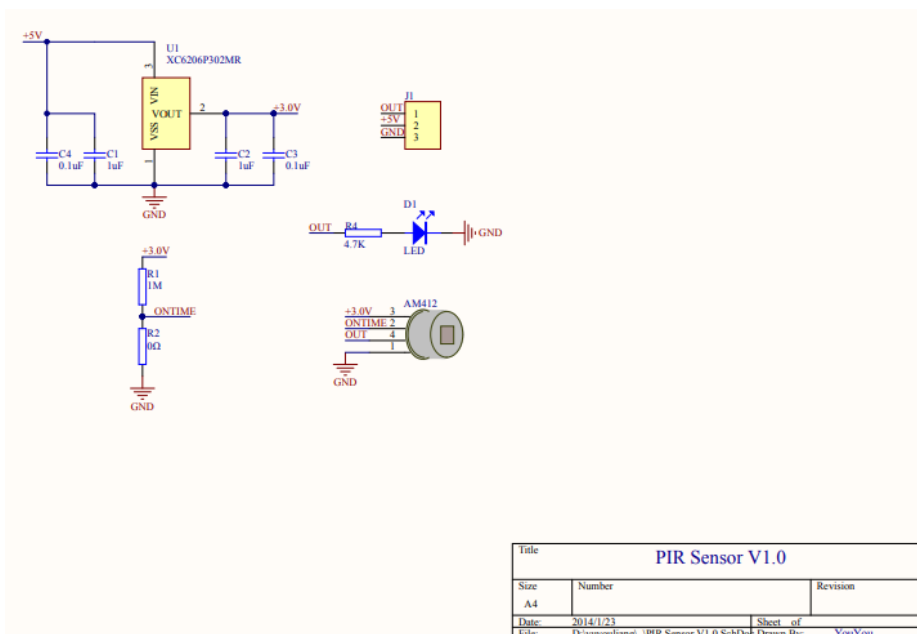 +5V
U1
XC6206P302MR
3
VIN
VOUT
VSS
2
1
+3.0V
C4
0.1uF
C1
1uF
C2
1uF
C3
0.1uF
GND
J1
OUT 1
+5V 2
GND 3
D1
OUT
R4
4.7K
LED
GND
+3.0V
R1
1M
ONTIME
R2
0Ω
GND
AM412
+3.0V 3
ONTIME 2
OUT 4
1
GND
Title
PIR Sensor V1.0
Size
A4
Number
Revision
Date: 2014/1/23
Sheet of
File:
Drawn By: YouYou